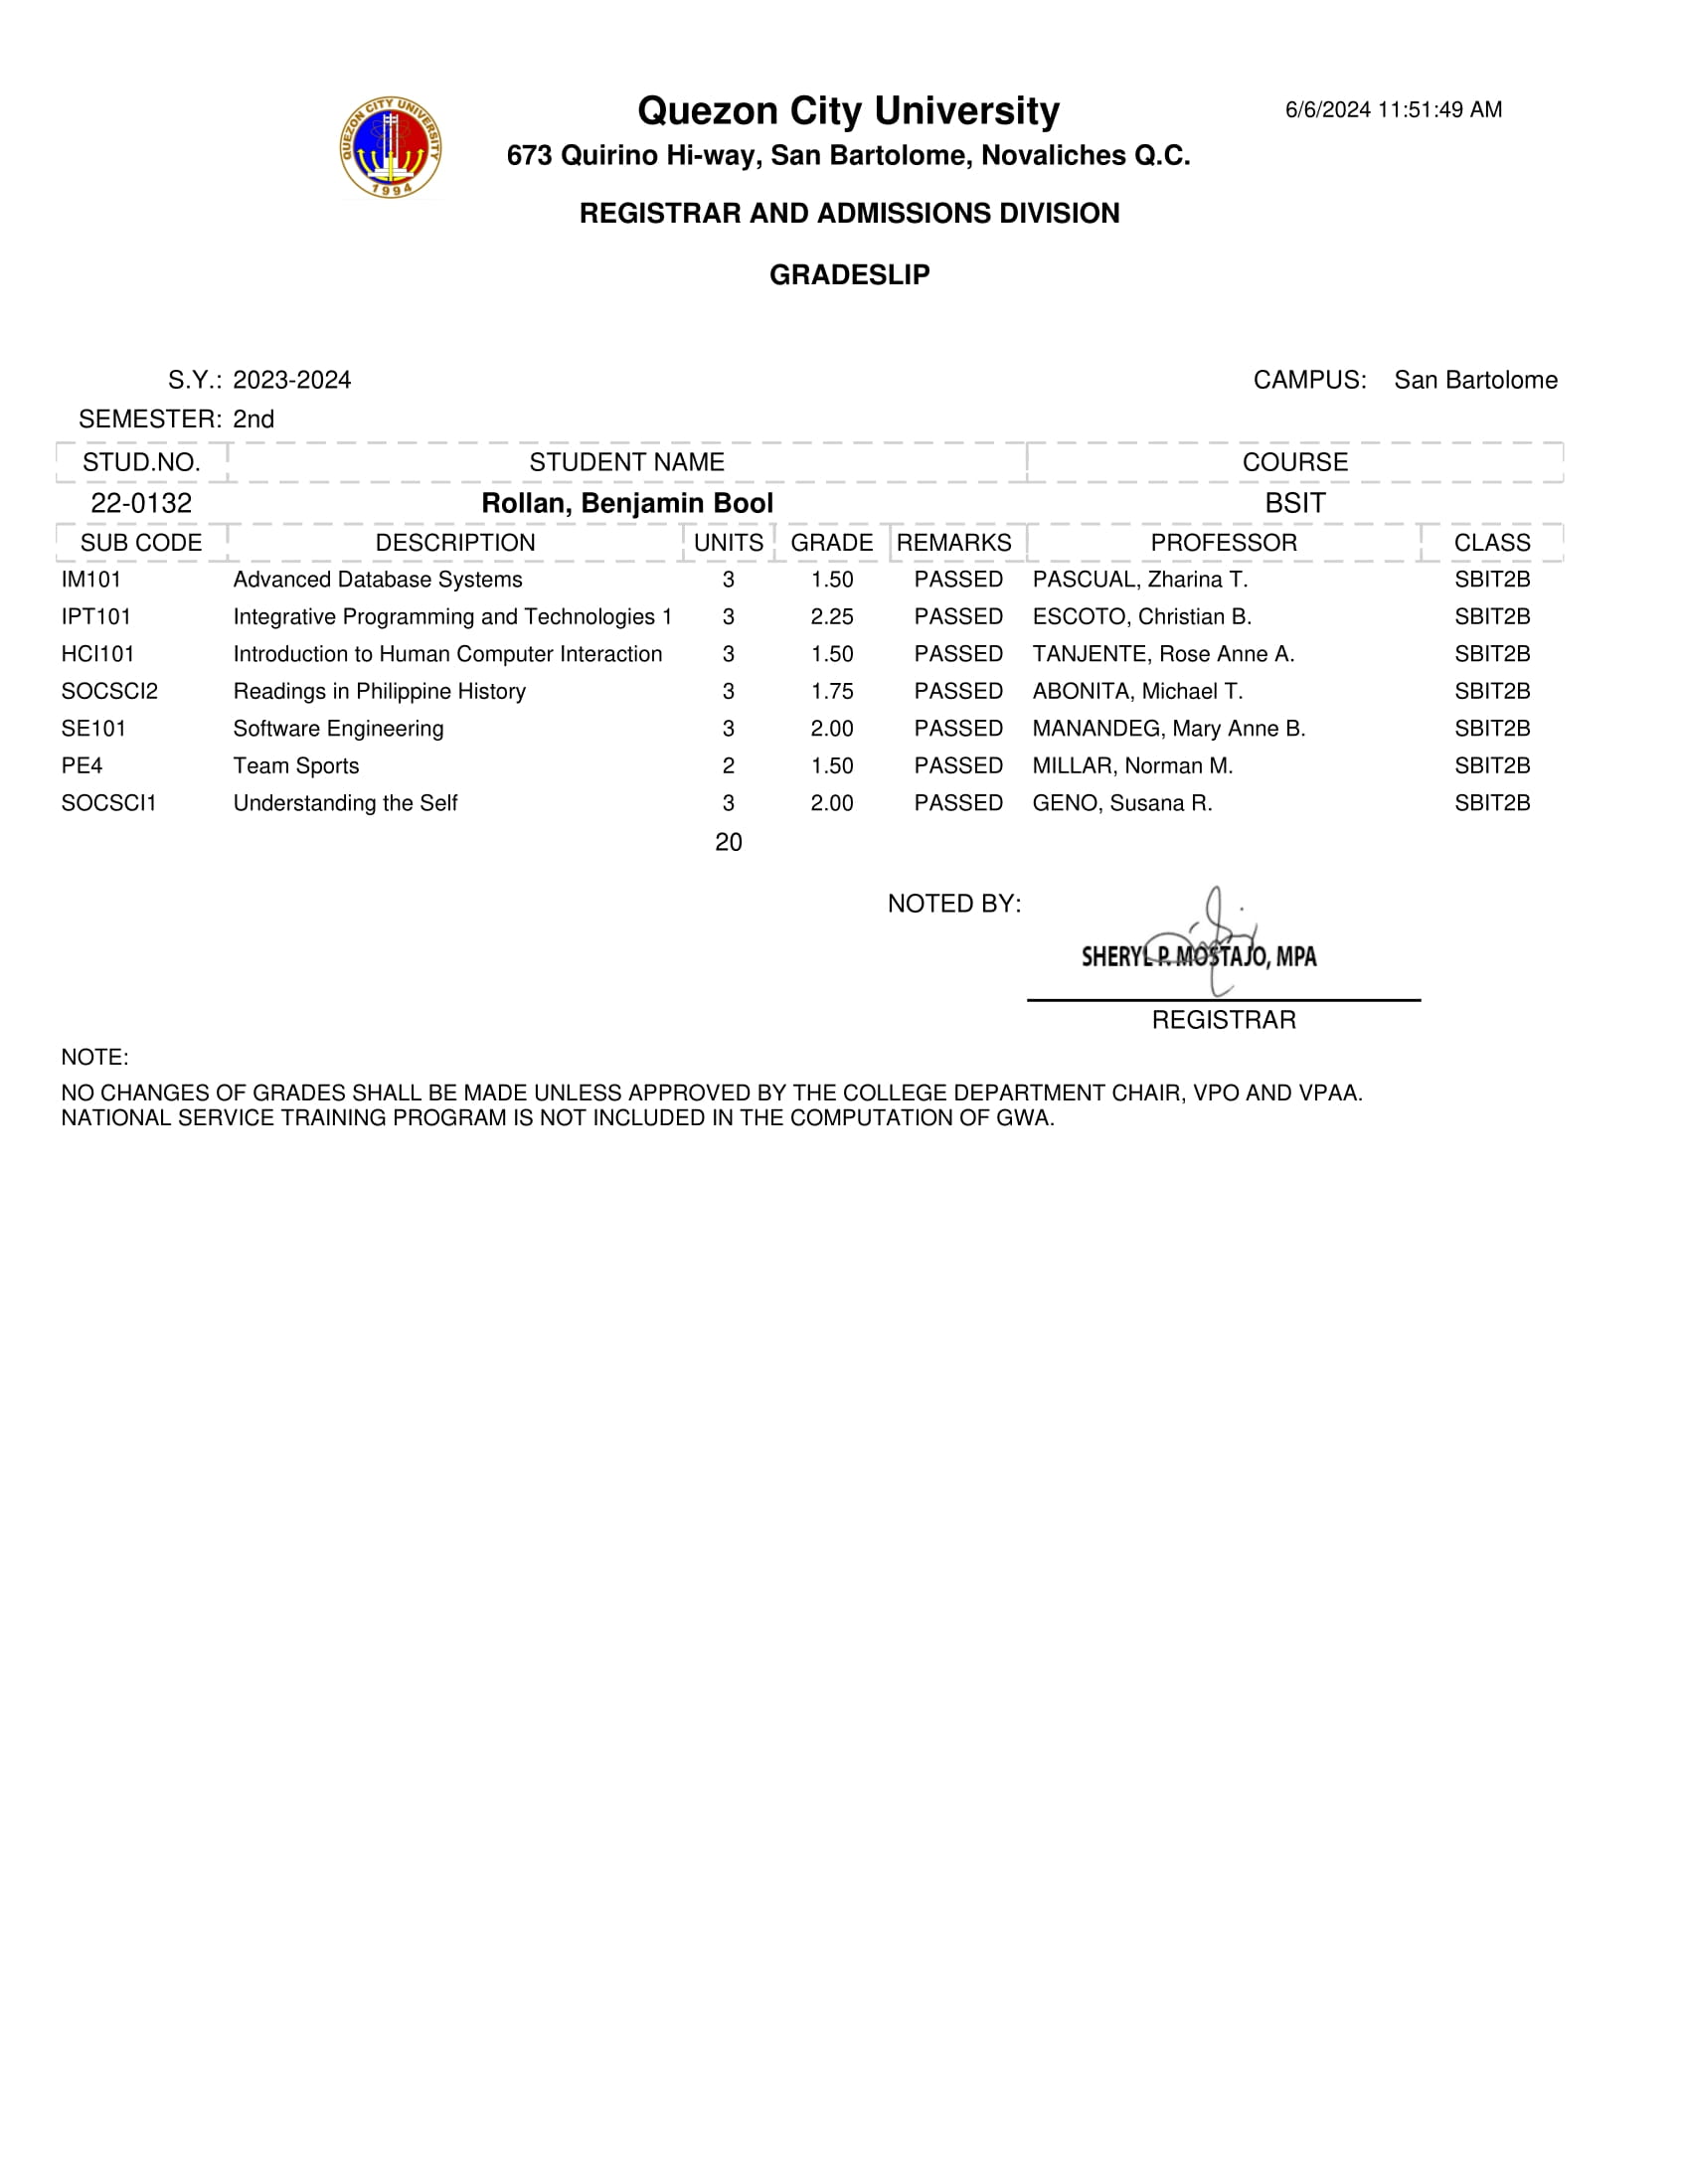 QUEZON CITY UNIVERSITY
1994
Quezon City University
6/6/2024 11:51:49 AM
673 Quirino Hi-way, San Bartolome, Novaliches Q.C.
REGISTRAR AND ADMISSIONS DIVISION
GRADESLIP
S.Y.: 2023-2024 CAMPUS: San Bartolome
SEMESTER: 2nd
STUD.NO. STUDENT NAME COURSE
22-0132 Rollan, Benjamin Bool BSIT
SUB CODE DESCRIPTION UNITS GRADE REMARKS PROFESSOR CLASS
IM101 Advanced Database Systems 3 1.50 PASSED PASCUAL, Zharina T. SBIT2B
IPT101 Integrative Programming and Technologies 1 3 2.25 PASSED ESCOTO, Christian B. SBIT2B
HCI101 Introduction to Human Computer Interaction 3 1.50 PASSED TANJENTE, Rose Anne A. SBIT2B
SOCSCI2 Readings in Philippine History 3 1.75 PASSED ABONITA, Michael T. SBIT2B
SE101 Software Engineering 3 2.00 PASSED MANANDEG, Mary Anne B. SBIT2B
PE4 Team Sports 2 1.50 PASSED MILLAR, Norman M. SBIT2B
SOCSCI1 Understanding the Self 3 2.00 PASSED GENO, Susana R. SBIT2B
20
NOTED BY:
SHERYL P. MOSTAJO, MPA
REGISTRAR
NOTE:
NO CHANGES OF GRADES SHALL BE MADE UNLESS APPROVED BY THE COLLEGE DEPARTMENT CHAIR, VPO AND VPAA.
NATIONAL SERVICE TRAINING PROGRAM IS NOT INCLUDED IN THE COMPUTATION OF GWA.